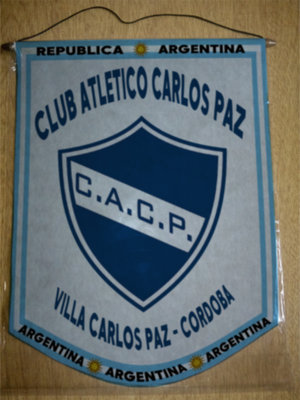 REPUBLICA ARGENTINA
CLUB ATLETICO CARLOS PAZ
C.A.C.P.
VILLA CARLOS PAZ - CORDOBA
ARGENTINA ARGENTINA ARGENTINA